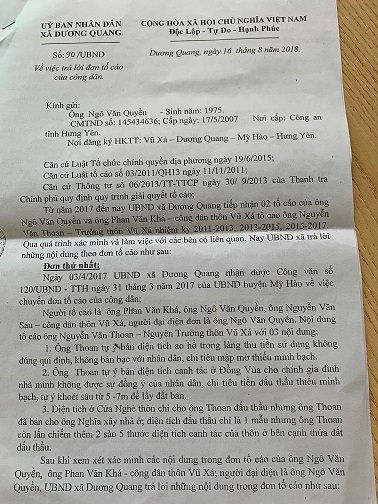 UỶ BAN NHÂN DÂN
XÃ DƯƠNG QUANG
CỘNG HÒA XÃ HỘI CHỦ NGHĨA VIỆT NAM
Độc Lập - Tự Do - Hạnh Phúc
Số: 90 /UBND
Về việc trả lời đơn tố cáo
của công dân.
Dương Quang, ngày 16 tháng 8 năm 2018.
Kính gửi:
Ông Ngô Văn Quyền - Sinh năm: 1975.
CMTND số: 145434636; Cấp ngày: 17/5/2007 Nơi cấp: Công an
tỉnh Hưng Yên.
Nơi đăng ký HKTT: Vũ Xá – Dương Quang – Mỹ Hào – Hưng Yên.
Căn cứ Luật Tổ chức chính quyền địa phương ngày 19/6/2015;
Căn cứ Luật tố cáo số 03/2011/QH13 ngày 11/11/2011;
Căn cứ Thông tư số 06/2013/TT-TTCP ngày 30/ 9/2013 của Thanh tra
Chính phủ quy định quy trình giải quyết tố cáo;
Từ năm 2017 đến nay UBND xã Dương Quang tiếp nhận 02 tố cáo của ông
Ngô Văn Quyền và ông Phan Văn Khá – công dân thôn Vũ Xá tố cáo ông Nguyễn
Văn Thoan – Trưởng thôn Vũ Xá nhiệm kỳ 2011-2013, 2013-2015, 2015-2017.
Qua quá trình xác minh và làm việc với các bên có liên quan. Nay UBND xã trả lời
những nội dung theo đơn tố cáo như sau:
Đơn thứ nhất:
Ngày 03/4/2017 UBND xã Dương Quang nhận được Công văn số
120/UBND - TTH ngày 31 tháng 3 năm 2017 của UBND huyện Mỹ Hào về việc
chuyển đơn tố cáo của công dân;
Người tố cáo là ông Phan Văn Khá, ông Ngô Văn Quyền, ông Nguyễn Văn
Sáu – công dân thôn Vũ Xá, người đại diện đơn là ông Ngô Văn Quyền. Nội dung
tố cáo ông Nguyễn Văn Thoan – Nguyên Trưởng thôn Vũ Xá với 03 nội dung:
1. Ông Thoan tự ý bán diện tích ao hồ trong làng thu tiền sử dụng không
đúng qui định, không bàn bạc với nhân dân, chi tiêu mập mờ thiếu minh bạch.
2. Ông Thoan tự ý bán diện tích canh tác ở Đồng Vùa cho chính gia đình
nhà mình không được sự đồng ý của nhân dân, chi tiêu tiền đấu thầu thiếu minh
bạch, tự ý khoét sâu từ 5 -7m để lấy đất bán.
3. Diện tích ở Cửa Nghè thôn chỉ cho ông Thoan đấu thầu nhưng ông Thoan
đã bán cho ông Nghĩa xây nhà ở; diện tích đấu thầu chỉ là 1 mẫu nhưng ông Thoan
còn lấn chiếm thêm 2 sào 5 thước diện tích canh tác của thôn ở bên cạnh thửa đất
đấu thầu.
Sau khi xem xét xác minh các nội dung trong đơn tố cáo của ông Ngô Văn
Quyền, ông Phan Văn Khá - công dân thôn Vũ Xá; người đại diện là ông Ngô Văn
Quyền, UBND xã Dương Quang trả lời những nội dung trong đơn tố cáo như sau: